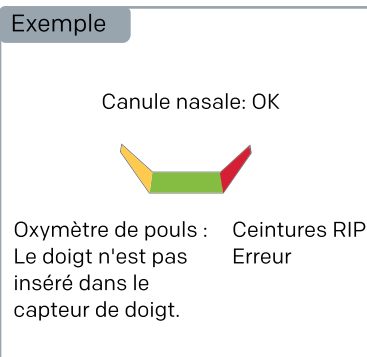 Exemple
Canule nasale: OK
Oxymètre de pouls :
Le doigt n'est pas
inséré dans le
capteur de doigt.
Ceintures RIP
Erreur